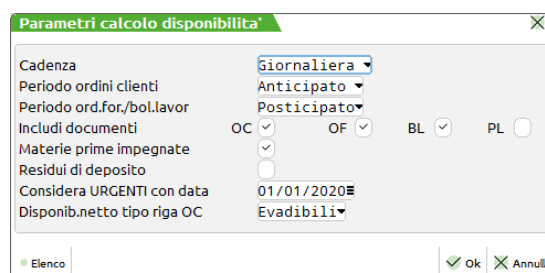 Parametri calcolo disponibilita'
Cadenza Giornaliera
Periodo ordini clienti Anticipato
Periodo ord.for./bol.lavor Posticipato
Includi documenti OC OF BL PL
Materie prime impegnate
Residui di deposito
Considera URGENTI con data 01/01/2020
Disponib.netto tipo riga OC Evadibili
Elenco Ok Annull